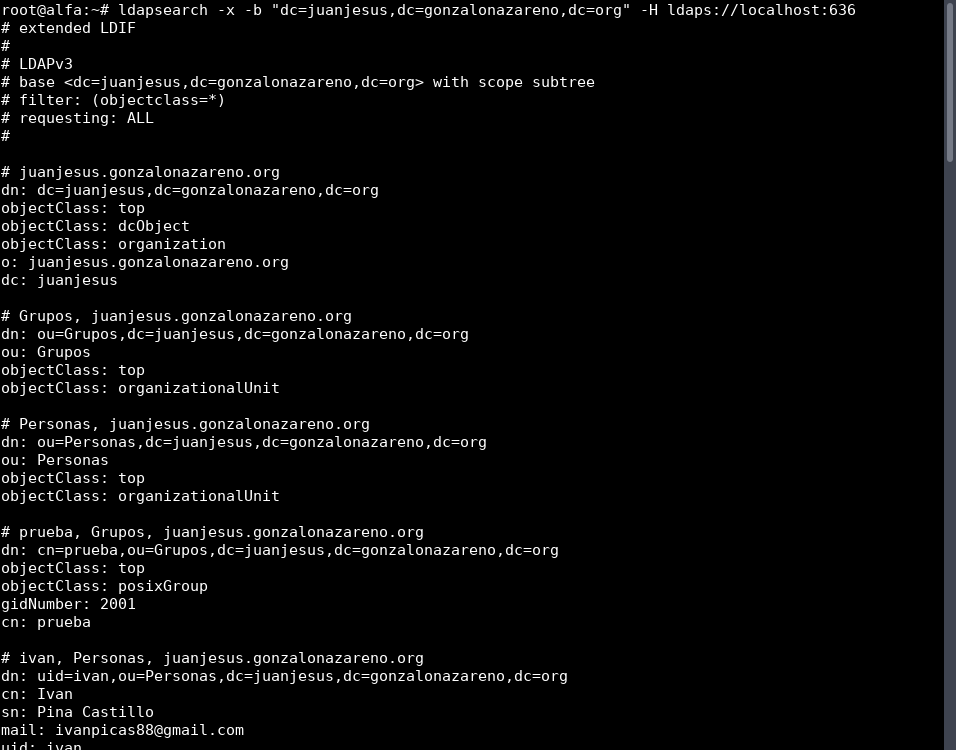 root@alfa:~# ldapsearch -x -b "dc=juanjesus,dc=gonzalonazareno,dc=org" -H ldaps://localhost:636
# extended LDIF
#
# LDAPv3
# base <dc=juanjesus,dc=gonzalonazareno,dc=org> with scope subtree
# filter: (objectclass=*)
# requesting: ALL
#

# juanjesus.gonzalonazareno.org
dn: dc=juanjesus,dc=gonzalonazareno,dc=org
objectClass: top
objectClass: dcObject
objectClass: organization
o: juanjesus.gonzalonazareno.org
dc: juanjesus

# Grupos, juanjesus.gonzalonazareno.org
dn: ou=Grupos,dc=juanjesus,dc=gonzalonazareno,dc=org
ou: Grupos
objectClass: top
objectClass: organizationalUnit

# Personas, juanjesus.gonzalonazareno.org
dn: ou=Personas,dc=juanjesus,dc=gonzalonazareno,dc=org
ou: Personas
objectClass: top
objectClass: organizationalUnit

# prueba, Grupos, juanjesus.gonzalonazareno.org
dn: cn=prueba,ou=Grupos,dc=juanjesus,dc=gonzalonazareno,dc=org
objectClass: top
objectClass: posixGroup
gidNumber: 2001
cn: prueba

# ivan, Personas, juanjesus.gonzalonazareno.org
dn: uid=ivan,ou=Personas,dc=juanjesus,dc=gonzalonazareno,dc=org
cn: Ivan
sn: Pina Castillo
mail: ivanpicas88@gmail.com
uid: ivan